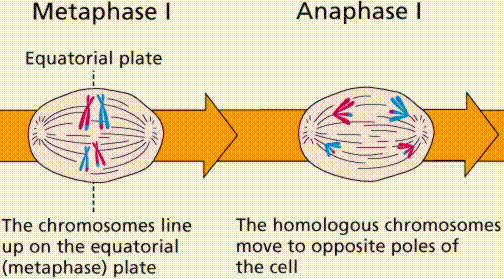 Metaphase I
Anaphase I
Equatorial plate
The chromosomes line
up on the equatorial
(metaphase) plate
The homologous chromosomes
move to opposite poles of
the cell